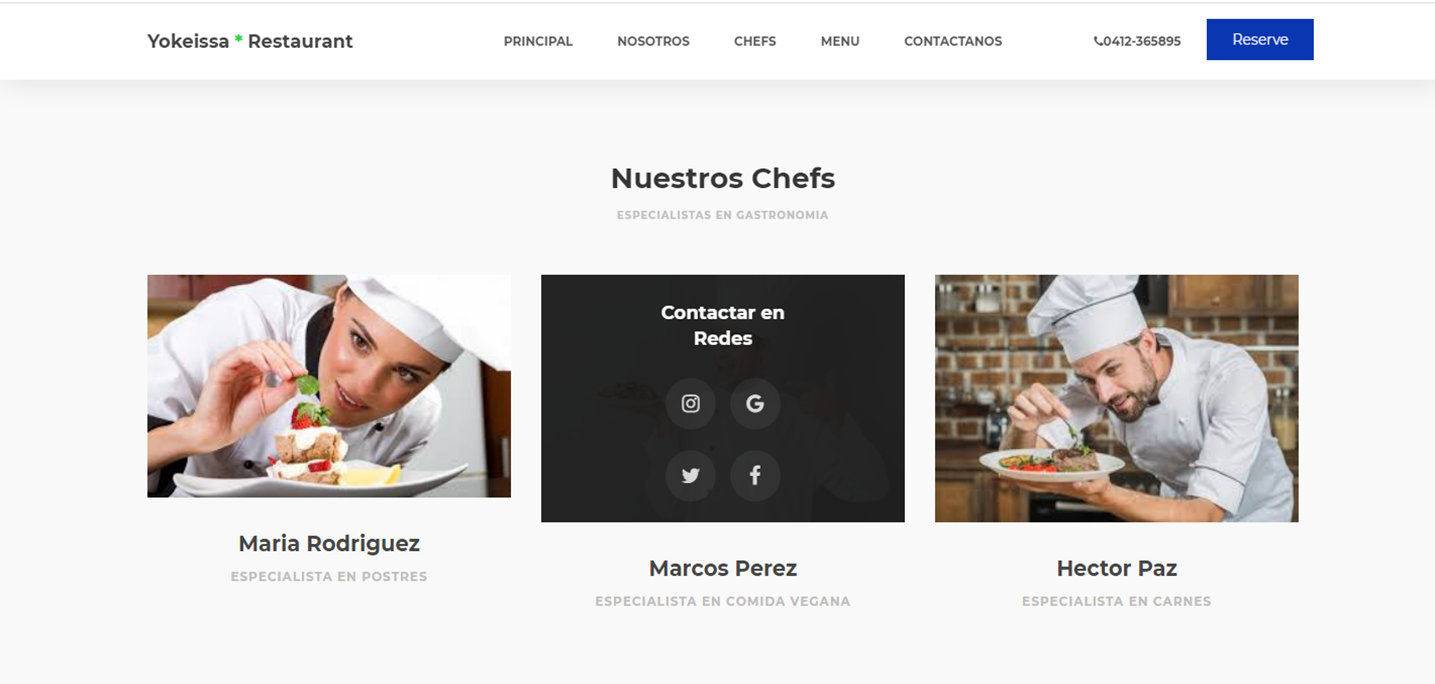 Yokeissa * Restaurant
PRINCIPAL NOSOTROS CHEFS MENU CONTACTANOS
0412-365895
Reserve
Nuestros Chefs
ESPECIALISTAS EN GASTRONOMIA
Contactar en
Redes
Maria Rodriguez
ESPECIALISTA EN POSTRES
Marcos Perez
ESPECIALISTA EN COMIDA VEGANA
Hector Paz
ESPECIALISTA EN CARNES